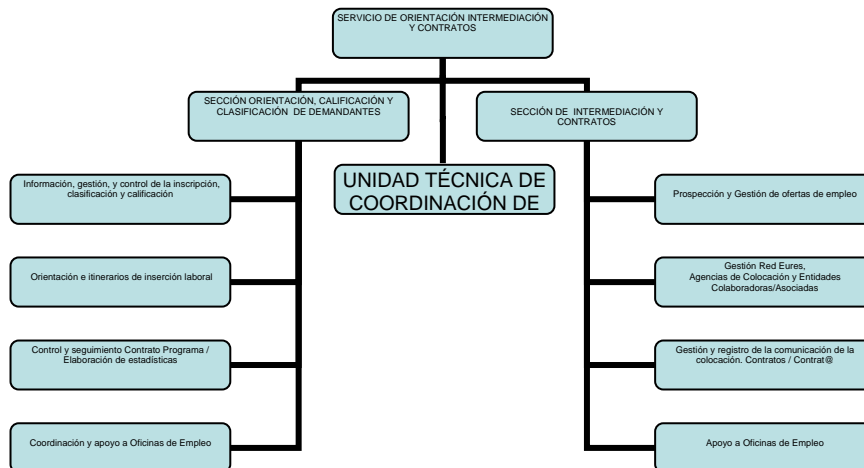 SERVICIO DE ORIENTACIÓN INTERMEDIACIÓN
Y CONTRATOS
SECCIÓN ORIENTACIÓN, CALIFICACIÓN Y
CLASIFICACIÓN DE DEMANDANTES
SECCIÓN DE INTERMEDIACIÓN Y
CONTRATOS
UNIDAD TÉCNICA DE
COORDINACIÓN DE
Información, gestión, y control de la inscripción,
clasificación y calificación
Orientación e itinerarios de inserción laboral
Control y seguimiento Contrato Programa /
Elaboración de estadísticas
Coordinación y apoyo a Oficinas de Empleo
Prospección y Gestión de ofertas de empleo
Gestión Red Eures,
Agencias de Colocación y Entidades
Colaboradoras/Asociadas
Gestión y registro de la comunicación de la
colocación. Contratos / Contrat@
Apoyo a Oficinas de Empleo